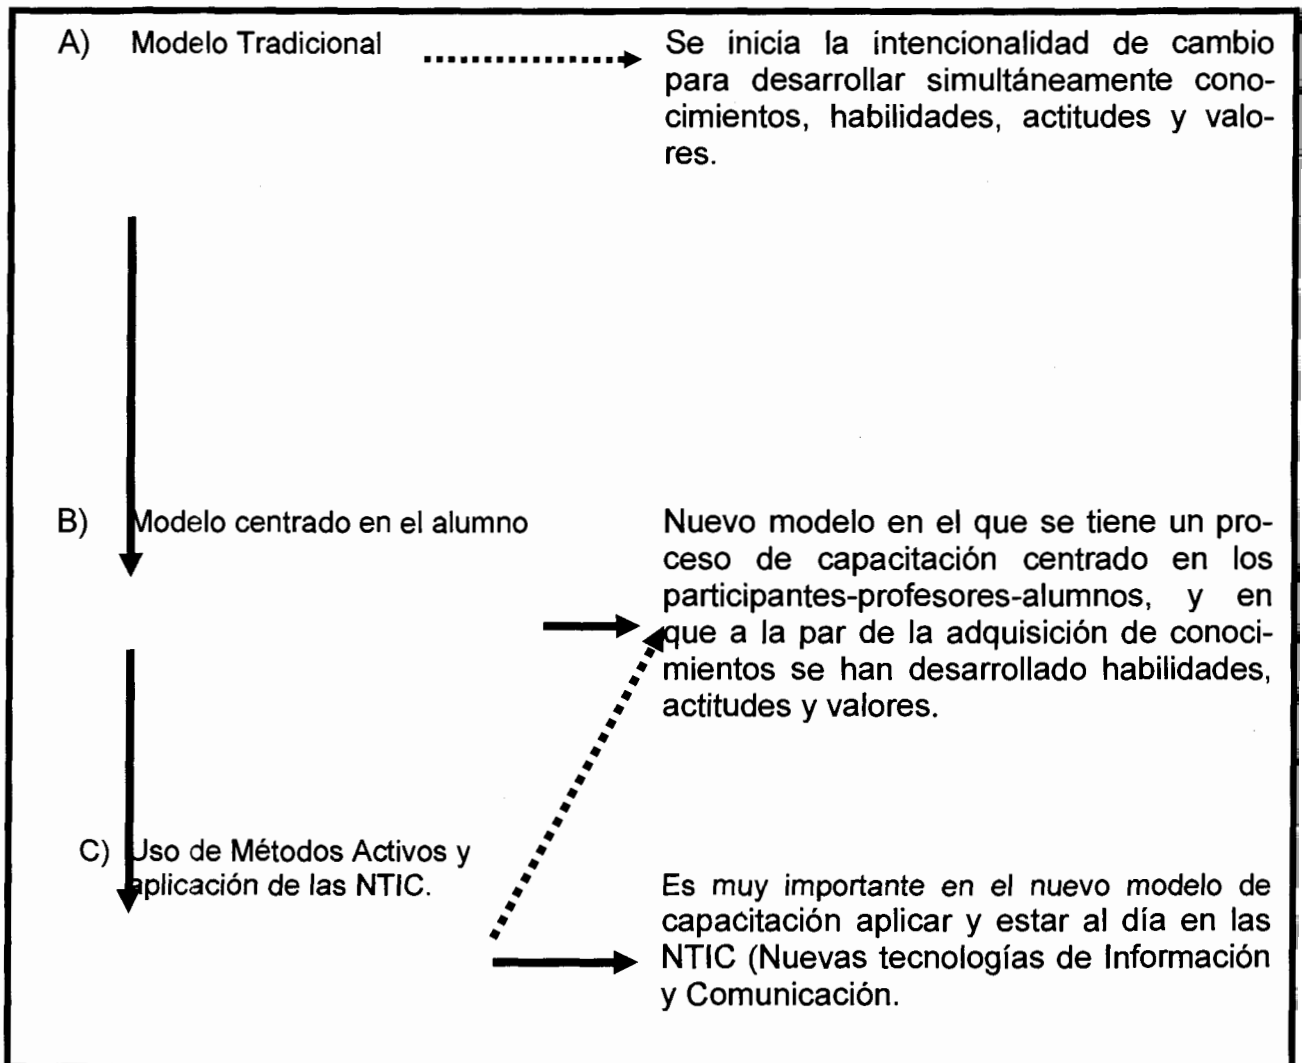 A) Modelo Tradicional
Se inicia la intencionalidad de cambio
para desarrollar simultáneamente cono-
cimientos, habilidades, actitudes y valo-
res.
B) Modelo centrado en el alumno
Nuevo modelo en el que se tiene un pro-
ceso de capacitación centrado en los
participantes-profesores-alumnos, y en
que a la par de la adquisición de conoci-
mientos se han desarrollado habilidades,
actitudes y valores.
C) Uso de Métodos Activos y
aplicación de las NTIC.
Es muy importante en el nuevo modelo de
capacitación aplicar y estar al día en las
NTIC (Nuevas tecnologías de Información
y Comunicación.